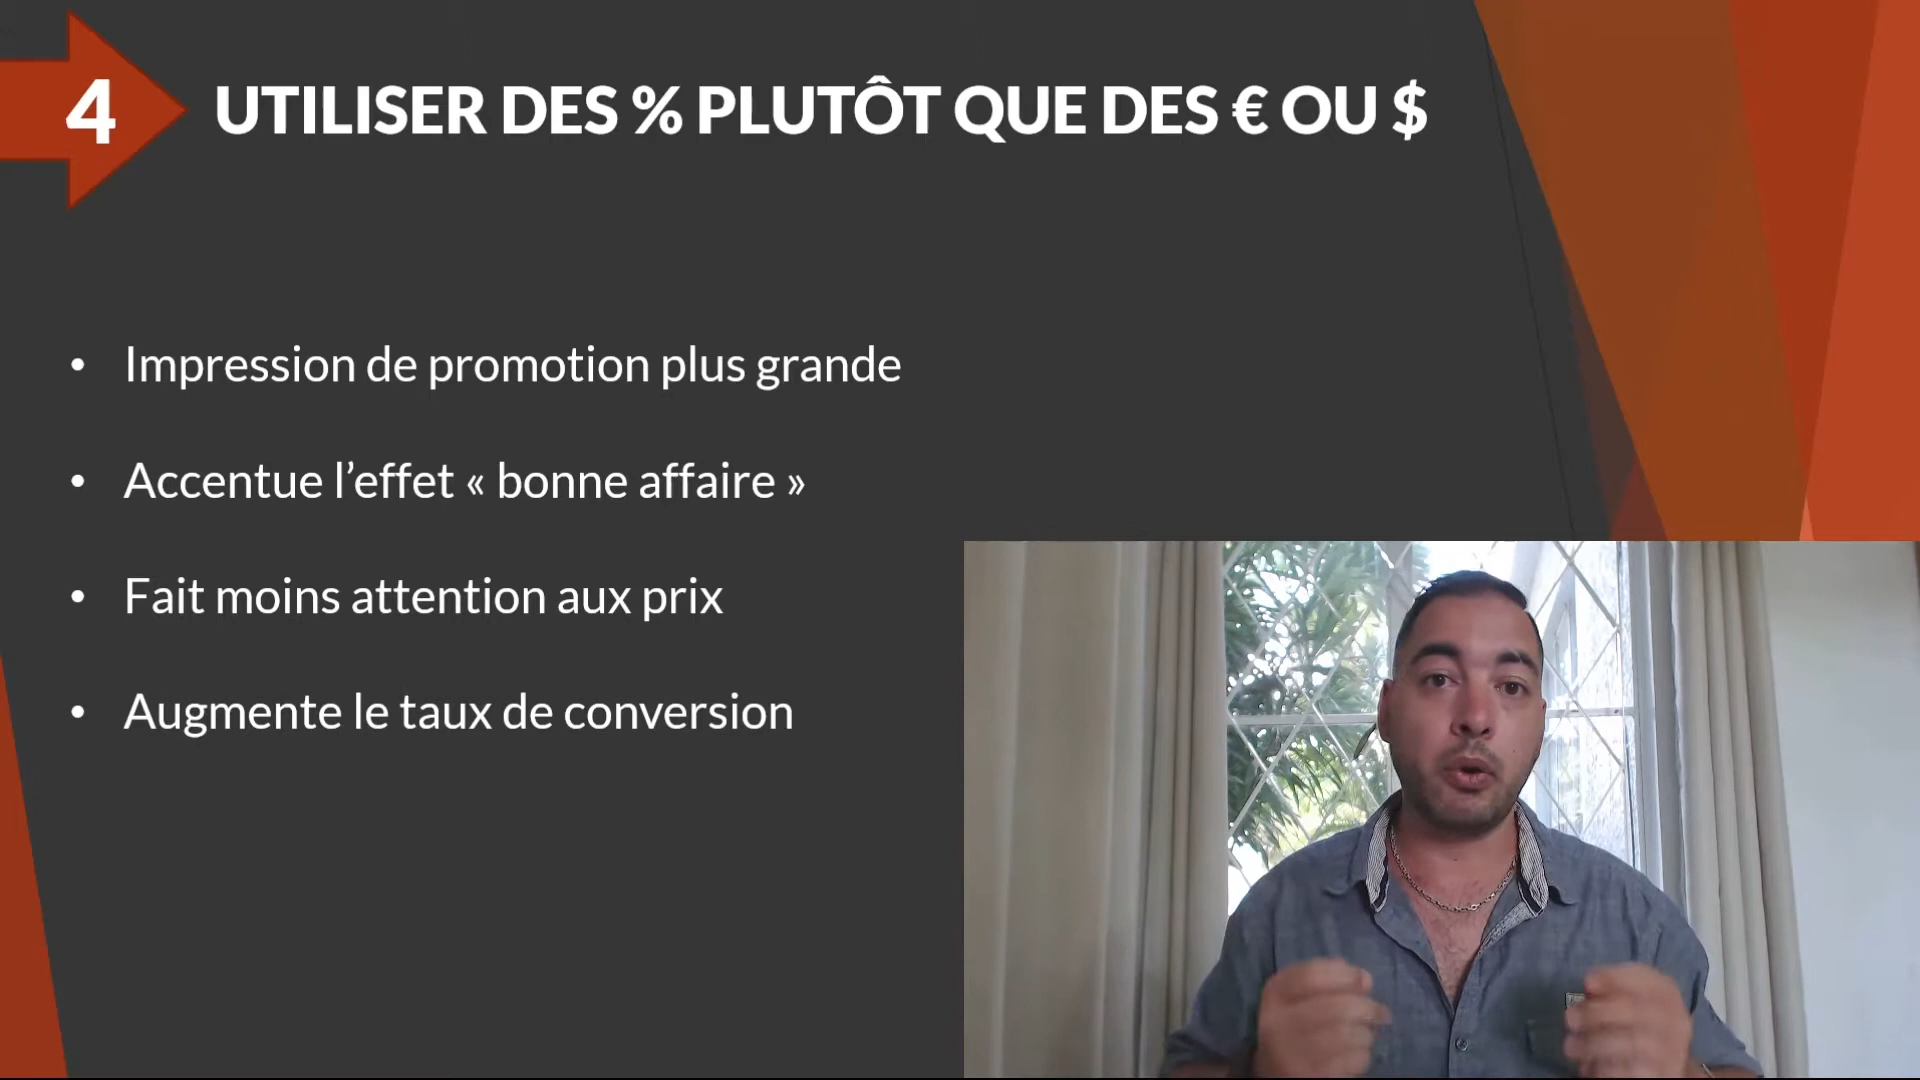 4
UTILISER DES % PLUTÔT QUE DES € OU $
• Impression de promotion plus grande
• Accentue l’effet « bonne affaire »
• Fait moins attention aux prix
• Augmente le taux de conversion